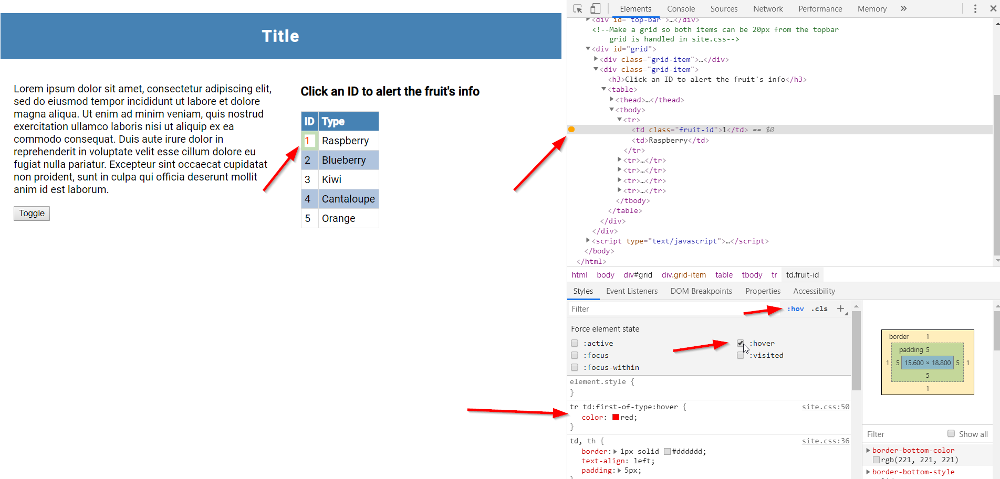 Title
Lorem ipsum dolor sit amet, consectetur adipiscing elit,
sed do eiusmod tempor incididunt ut labore et dolore
magna aliqua. Ut enim ad minim veniam, quis nostrud
exercitation ullamco laboris nisi ut aliquip ex ea
commodo consequat. Duis aute irure dolor in
reprehenderit in voluptate velit esse cillum dolore eu
fugiat nulla pariatur. Excepteur sint occaecat cupidatat
non proident, sunt in culpa qui officia deserunt mollit
anim id est laborum.
Toggle
Click an ID to alert the fruit's info
ID Type
1 Raspberry
2 Blueberry
3 Kiwi
4 Cantaloupe
5 Orange
Elements Console Sources Network Performance Memory »
<div id="top-bar">…</div>
<!--Make a grid so both items can be 20px from the topbar
grid is handled in site.css-->
<div id="grid">
<div class="grid-item">…</div>
<div class="grid-item">
<h3>Click an ID to alert the fruit's info</h3>
<table>
<thead>…</thead>
<tbody>
<tr>
<td class="fruit-id">1</td> == $0
<td>Raspberry</td>
</tr>
<tr>…</tr>
<tr>…</tr>
<tr>…</tr>
<tr>…</tr>
</tbody>
</table>
</div>
</div>
<script type="text/javascript">…</script>
</body>
</html>
html body div#grid div.grid-item table tbody tr td.fruit-id
Styles Event Listeners DOM Breakpoints Properties Accessibility
Filter :hov .cls +
Force element state
:active :hover
:focus :visited
:focus-within
element.style {
}
tr td:first-of-type:hover { site.css:50
color: red;
}
td, th { site.css:36
border: 1px solid #dddddd;
text-align: left;
padding: 5px;
}
border 1
padding 5
1 5 15.600 × 18.800 5 1
5
1
Filter Show all
border-bottom-color
rgb(221, 221, 221)
border-bottom-style